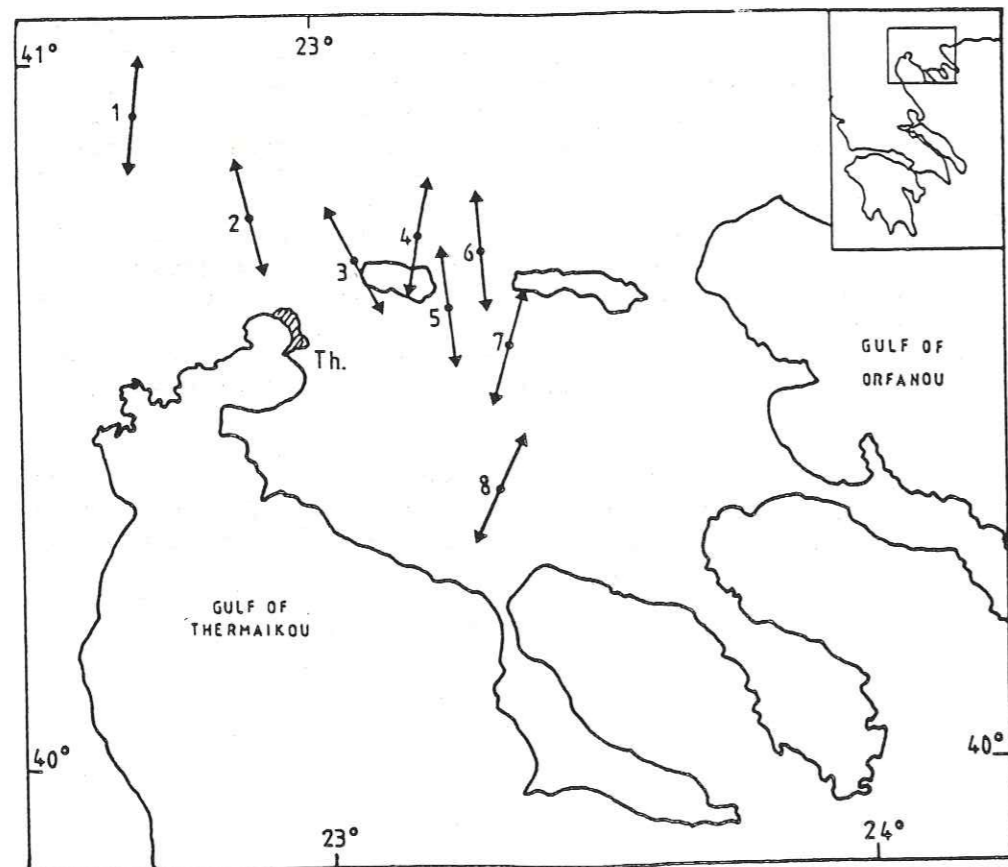 23°
41°
1
2
3
4
5
6
7
8
Th.
GULF OF
ORFANOU
GULF OF
THERMAIKOU
40°
40°
23°
24°